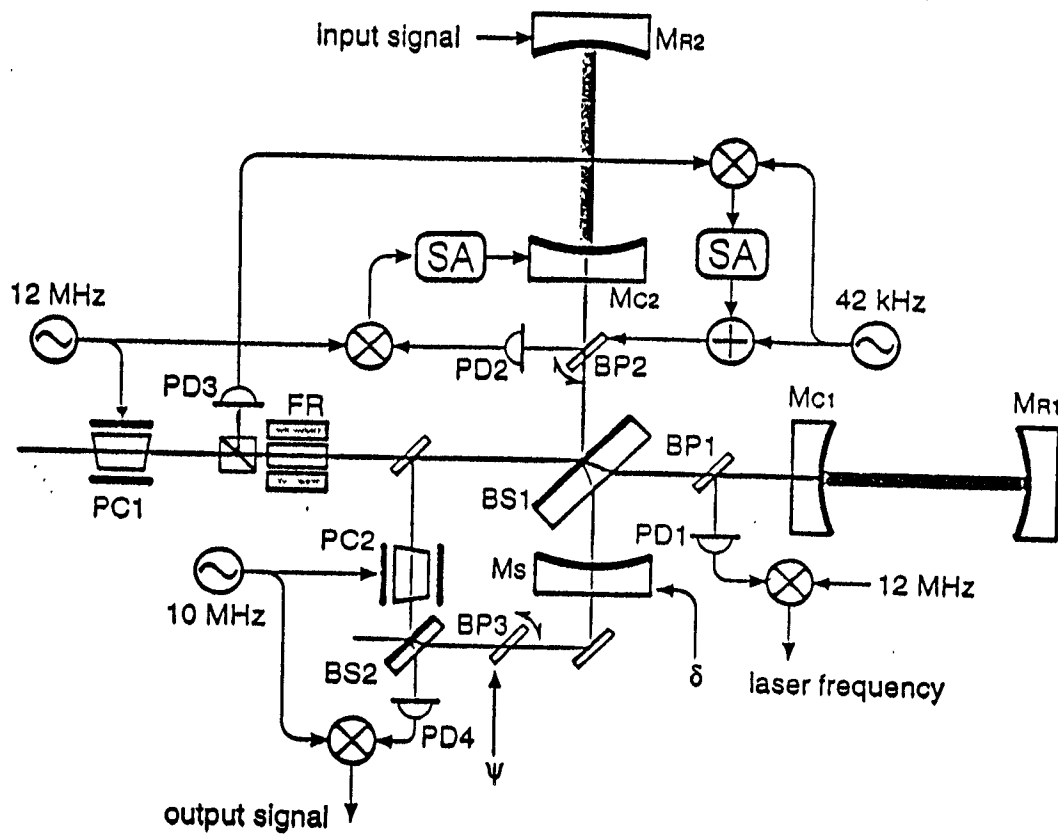 input signal
MR2
SA
SA
MC2
12 MHz
42 kHz
PD3
FR
PD2
BP2
MC1
MR1
PC1
BS1
BP1
PC2
MS
PD1
12 MHz
10 MHz
BP3
BS2
δ
laser frequency
PD4
ψ
output signal